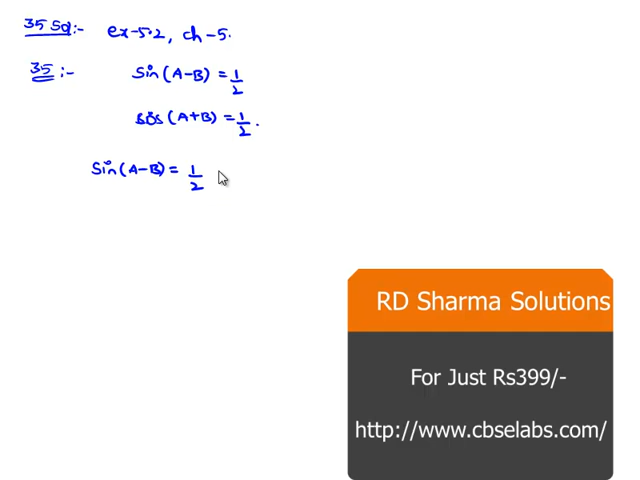 35 Sol:- ex-5.2, ch-5.
35:- Sin(A-B) = 1/2
cos(A+B) = 1/2.
Sin(A-B) = 1/2
RD Sharma Solutions
For Just Rs399/-
http://www.cbselabs.com/